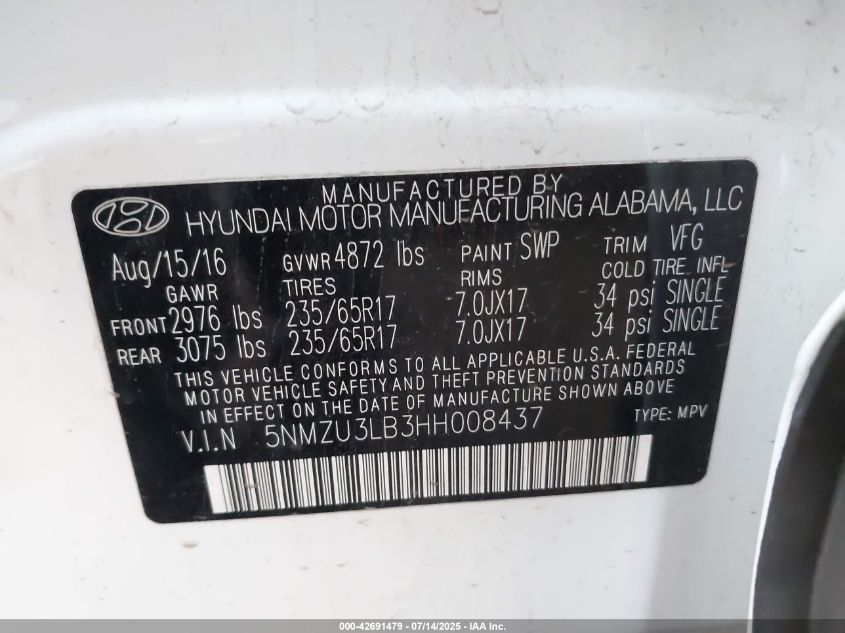 MANUFACTURED BY
HYUNDAI MOTOR MANUFACTURING ALABAMA, LLC
Aug/15/16 GVWR 4872 lbs PAINT SWP TRIM VFG
GAWR TIRES RIMS COLD TIRE INFL
FRONT 2976 lbs 235/65R17 7.0JX17 34 psi SINGLE
REAR 3075 lbs 235/65R17 7.0JX17 34 psi SINGLE
THIS VEHICLE CONFORMS TO ALL APPLICABLE U.S.A. FEDERAL
MOTOR VEHICLE SAFETY AND THEFT PREVENTION STANDARDS
IN EFFECT ON THE DATE OF MANUFACTURE SHOWN ABOVE
V.I.N 5NMZU3LB3HH008437 TYPE: MPV
000-42691479 - 07/14/2025 - IAA Inc.